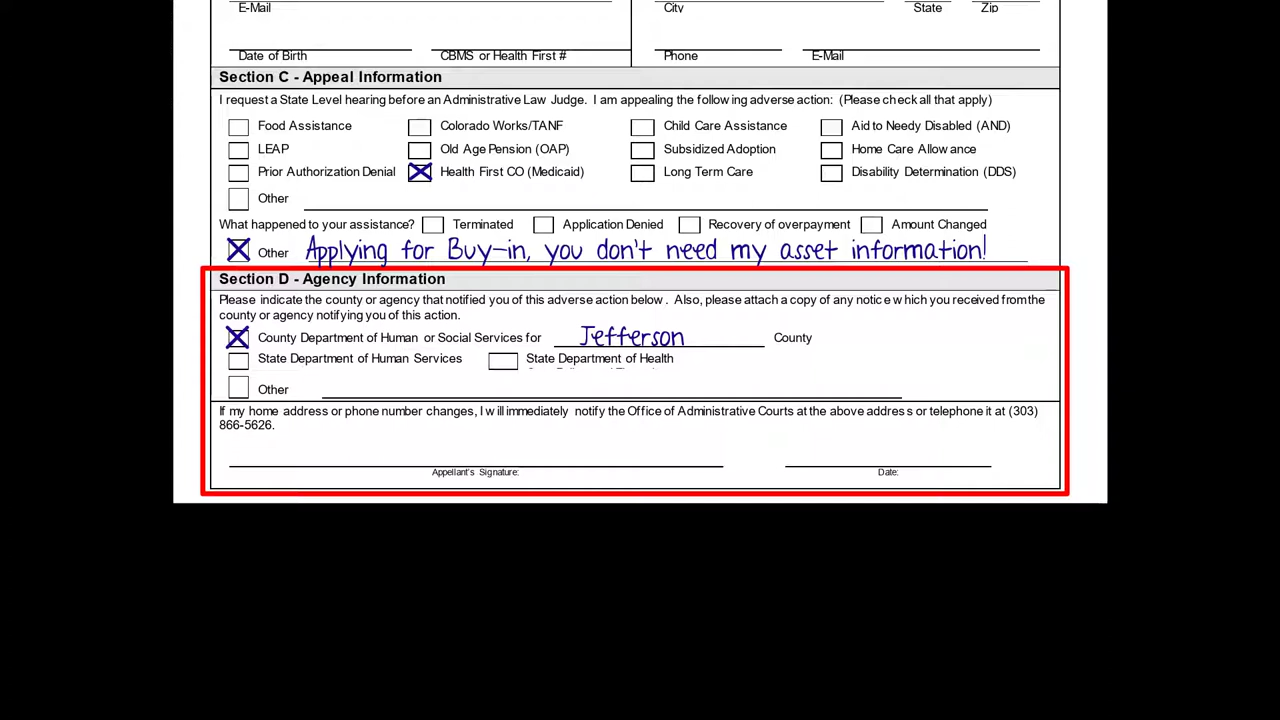 E-Mail City State Zip
Date of Birth CBMS or Health First # Phone E-Mail
Section C - Appeal Information
I request a State Level hearing before an Administrative Law Judge. I am appealing the following adverse action: (Please check all that apply)
Food Assistance Colorado Works/TANF Child Care Assistance Aid to Needy Disabled (AND)
LEAP Old Age Pension (OAP) Subsidized Adoption Home Care Allowance
Prior Authorization Denial Health First CO (Medicaid) Long Term Care Disability Determination (DDS)
Other
What happened to your assistance? Terminated Application Denied Recovery of overpayment Amount Changed
Other Applying for Buy-in, you don't need my asset information!
Section D - Agency Information
Please indicate the county or agency that notified you of this adverse action below. Also, please attach a copy of any notice which you received from the
county or agency notifying you of this action.
County Department of Human or Social Services for Jefferson County
State Department of Human Services State Department of Health
Other
If my home address or phone number changes, I will immediately notify the Office of Administrative Courts at the above address or telephone it at (303)
866-5626.
Appellant's Signature: Date: